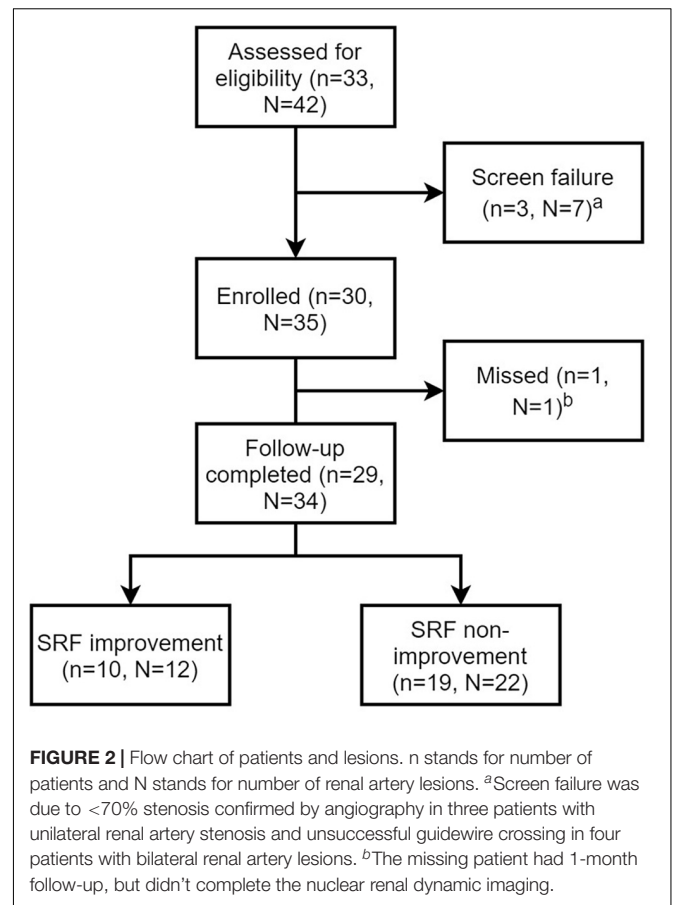 Assessed for
eligibility (n=33,
N=42)
Screen failure
(n=3, N=7)a
Enrolled (n=30,
N=35)
Missed (n=1,
N=1)b
Follow-up
completed (n=29,
N=34)
SRF improvement
(n=10, N=12)
SRF non-
improvement
(n=19, N=22)
FIGURE 2 | Flow chart of patients and lesions. n stands for number of
patients and N stands for number of renal artery lesions. aScreen failure was
due to <70% stenosis confirmed by angiography in three patients with
unilateral renal artery stenosis and unsuccessful guidewire crossing in four
patients with bilateral renal artery lesions. bThe missing patient had 1-month
follow-up, but didn’t complete the nuclear renal dynamic imaging.